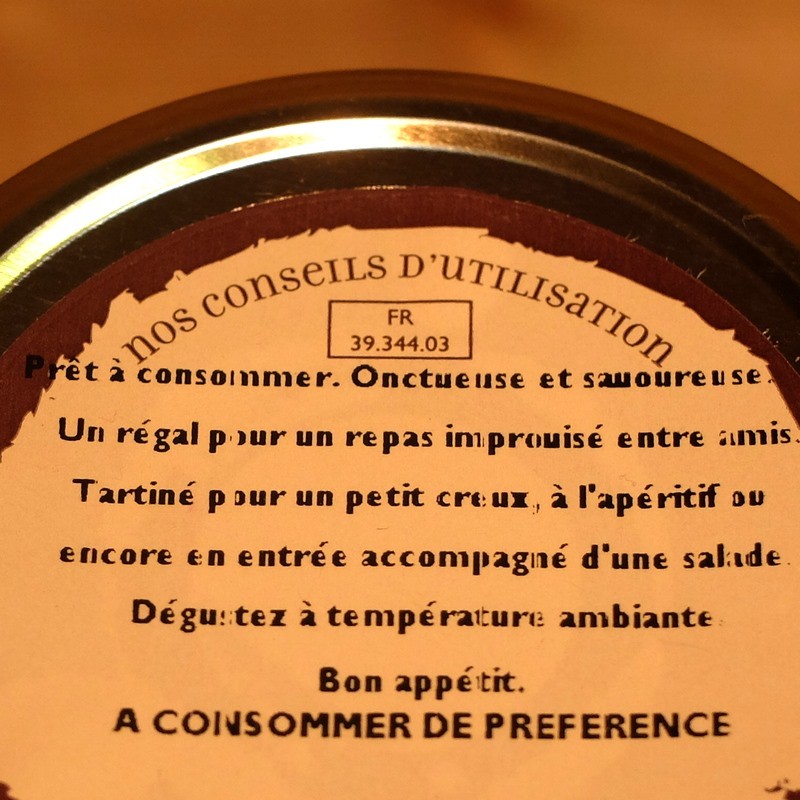 nos conseils d'utilisation
FR
39.344.03
Prêt à consommer. Onctueuse et savoureuse.
Un régal pour un repas improvisé entre amis.
Tartiné pour un petit creux, à l'apéritif ou
encore en entrée accompagné d'une salade.
Dégustez à température ambiante
Bon appétit.
A CONSOMMER DE PREFERENCE